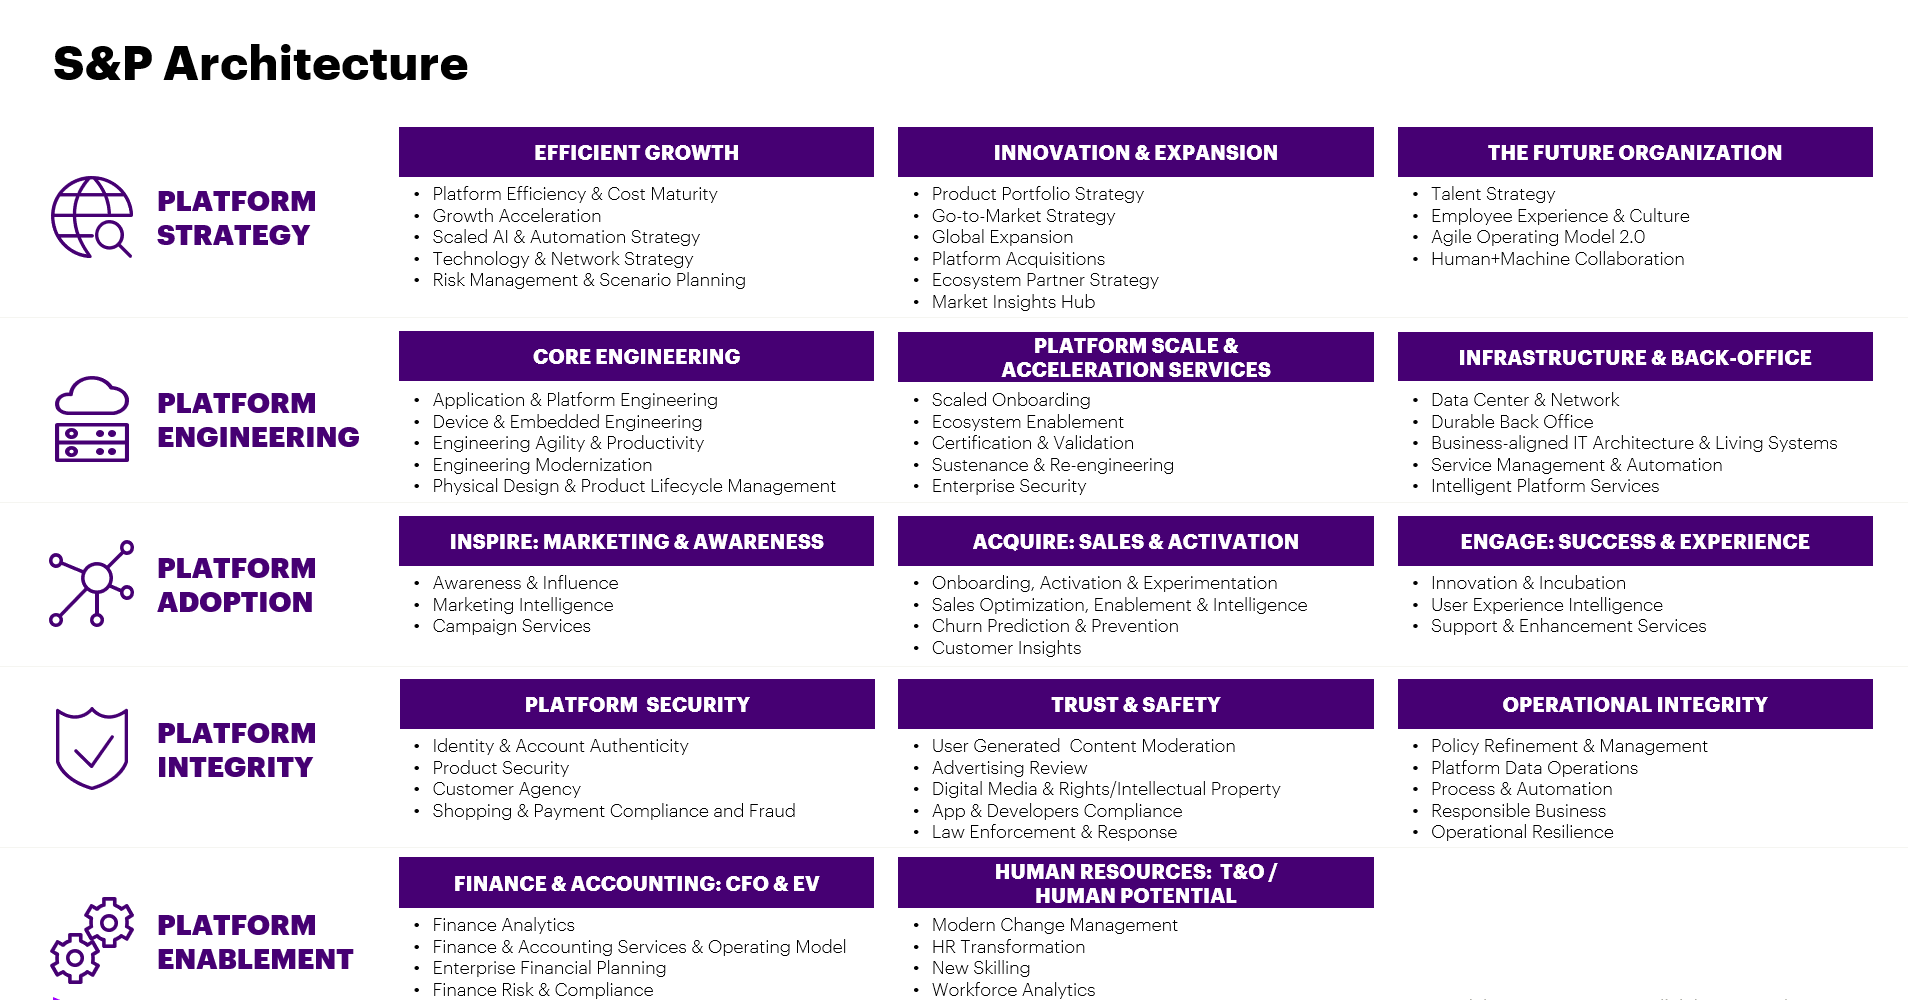 S&P Architecture
PLATFORM
STRATEGY
EFFICIENT GROWTH
• Platform Efficiency & Cost Maturity
• Growth Acceleration
• Scaled AI & Automation Strategy
• Technology & Network Strategy
• Risk Management & Scenario Planning
INNOVATION & EXPANSION
• Product Portfolio Strategy
• Go-to-Market Strategy
• Global Expansion
• Platform Acquisitions
• Ecosystem Partner Strategy
• Market Insights Hub
THE FUTURE ORGANIZATION
• Talent Strategy
• Employee Experience & Culture
• Agile Operating Model 2.0
• Human+Machine Collaboration
PLATFORM
ENGINEERING
CORE ENGINEERING
• Application & Platform Engineering
• Device & Embedded Engineering
• Engineering Agility & Productivity
• Engineering Modernization
• Physical Design & Product Lifecycle Management
PLATFORM SCALE &
ACCELERATION SERVICES
• Scaled Onboarding
• Ecosystem Enablement
• Certification & Validation
• Sustenance & Re-engineering
• Enterprise Security
INFRASTRUCTURE & BACK-OFFICE
• Data Center & Network
• Durable Back Office
• Business-aligned IT Architecture & Living Systems
• Service Management & Automation
• Intelligent Platform Services
PLATFORM
ADOPTION
INSPIRE: MARKETING & AWARENESS
• Awareness & Influence
• Marketing Intelligence
• Campaign Services
ACQUIRE: SALES & ACTIVATION
• Onboarding, Activation & Experimentation
• Sales Optimization, Enablement & Intelligence
• Churn Prediction & Prevention
• Customer Insights
ENGAGE: SUCCESS & EXPERIENCE
• Innovation & Incubation
• User Experience Intelligence
• Support & Enhancement Services
PLATFORM
INTEGRITY
PLATFORM SECURITY
• Identity & Account Authenticity
• Product Security
• Customer Agency
• Shopping & Payment Compliance and Fraud
TRUST & SAFETY
• User Generated Content Moderation
• Advertising Review
• Digital Media & Rights/Intellectual Property
• App & Developers Compliance
• Law Enforcement & Response
OPERATIONAL INTEGRITY
• Policy Refinement & Management
• Platform Data Operations
• Process & Automation
• Responsible Business
• Operational Resilience
PLATFORM
ENABLEMENT
FINANCE & ACCOUNTING: CFO & EV
• Finance Analytics
• Finance & Accounting Services & Operating Model
• Enterprise Financial Planning
• Finance Risk & Compliance
HUMAN RESOURCES: T&O /
HUMAN POTENTIAL
• Modern Change Management
• HR Transformation
• New Skilling
• Workforce Analytics